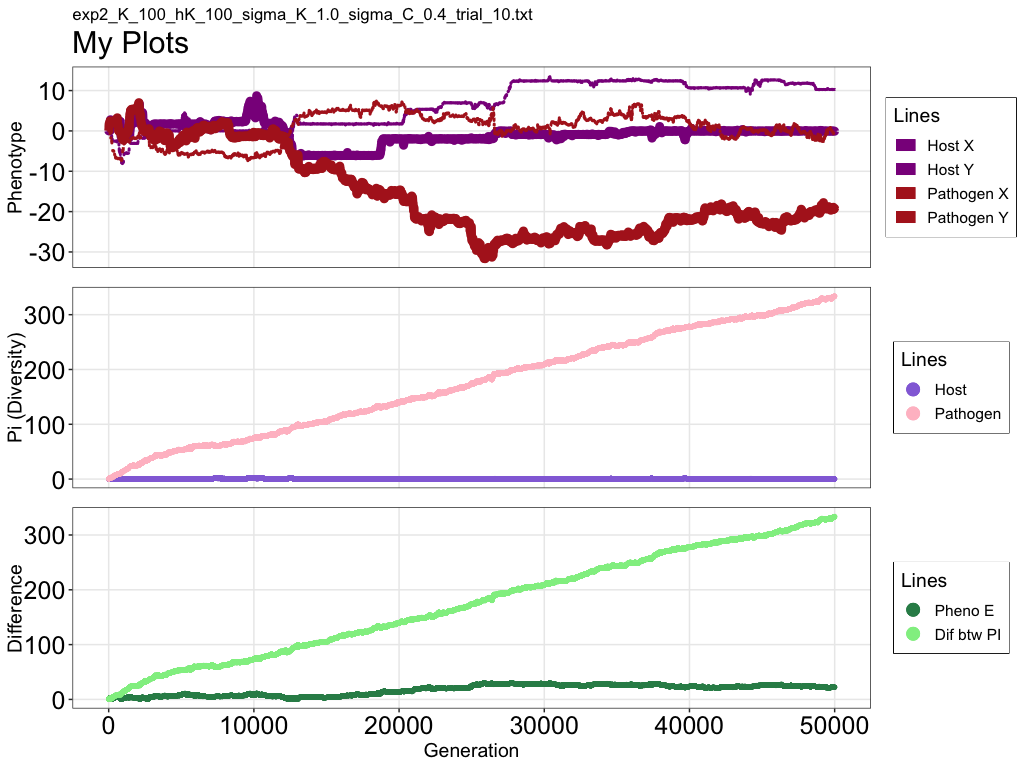 exp2_K_100_hK_100_sigma_K_1.0_sigma_C_0.4_trial_10.txt
My Plots
Phenotype
10
0
-10
-20
-30
Lines
Host X
Host Y
Pathogen X
Pathogen Y
Pi (Diversity)
300
200
100
0
Lines
Host
Pathogen
Difference
300
200
100
0
Lines
Pheno E
Dif btw PI
0 10000 20000 30000 40000 50000
Generation